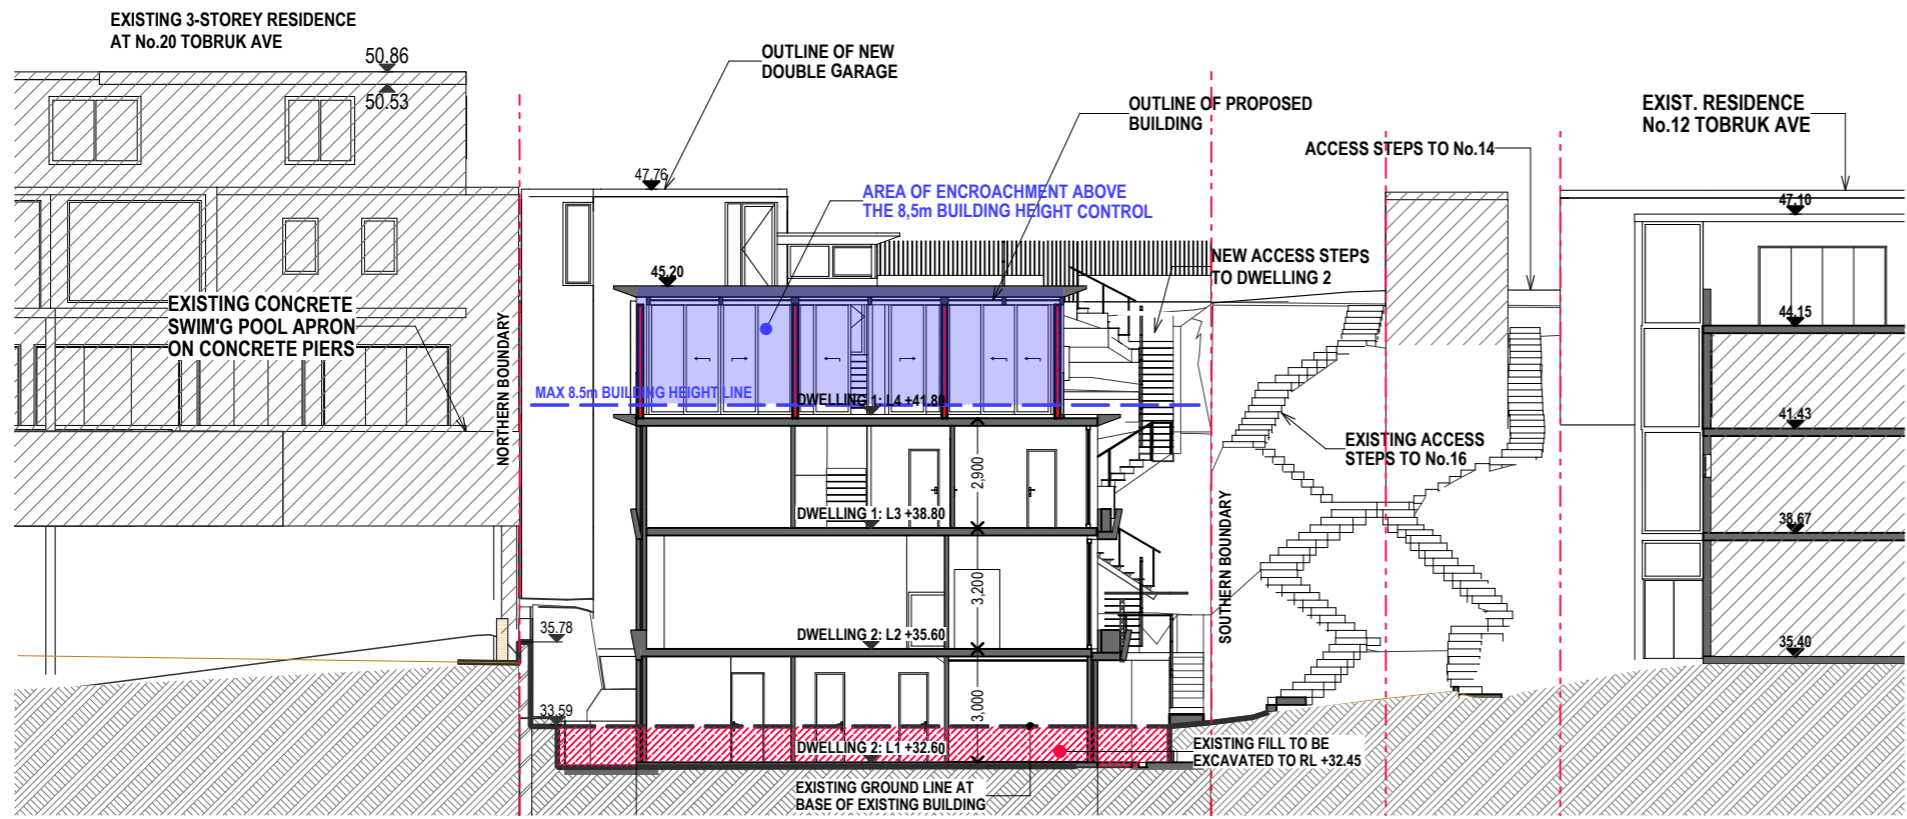 EXISTING 3-STOREY RESIDENCE
AT No.20 TOBRUK AVE
50.86
50.53
OUTLINE OF NEW
DOUBLE GARAGE
OUTLINE OF PROPOSED
BUILDING
EXIST. RESIDENCE
No.12 TOBRUK AVE
ACCESS STEPS TO No.14
47.76
AREA OF ENCROACHMENT ABOVE
THE 8,5m BUILDING HEIGHT CONTROL
47.10
NEW ACCESS STEPS
TO DWELLING 2
45.20
EXISTING CONCRETE
SWIM'G POOL APRON
ON CONCRETE PIERS
44.15
NORTHERN BOUNDARY
MAX 8.5m BUILDING HEIGHT LINE
DWELLING 1: L4 +41.80
41.43
EXISTING ACCESS
STEPS TO No.16
2,900
DWELLING 1: L3 +38.80
38.67
SOUTHERN BOUNDARY
3,200
35.78
DWELLING 2: L2 +35.60
35.40
33.59
3,000
DWELLING 2: L1 +32.60
EXISTING FILL TO BE
EXCAVATED TO RL +32.45
EXISTING GROUND LINE AT
BASE OF EXISTING BUILDING